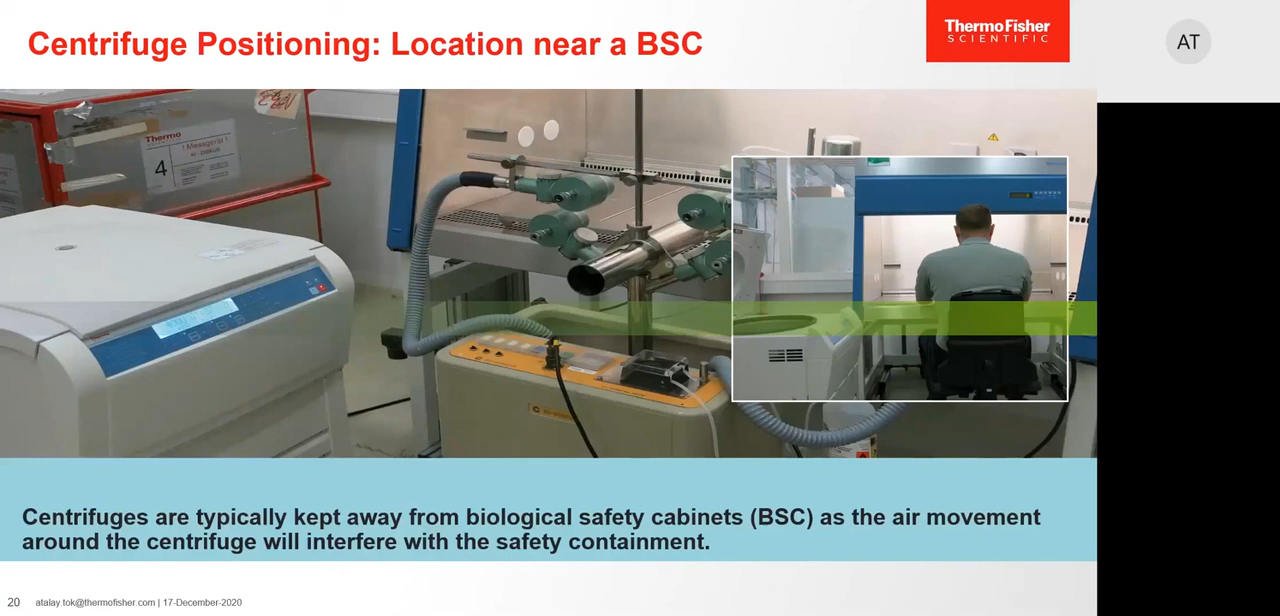 Centrifuge Positioning: Location near a BSC
ThermoFisher
SCIENTIFIC
AT
Thermo
! Messgerip !
4
Centrifuges are typically kept away from biological safety cabinets (BSC) as the air movement
around the centrifuge will interfere with the safety containment.
20 atalay.tok@thermofisher.com | 17-December-2020